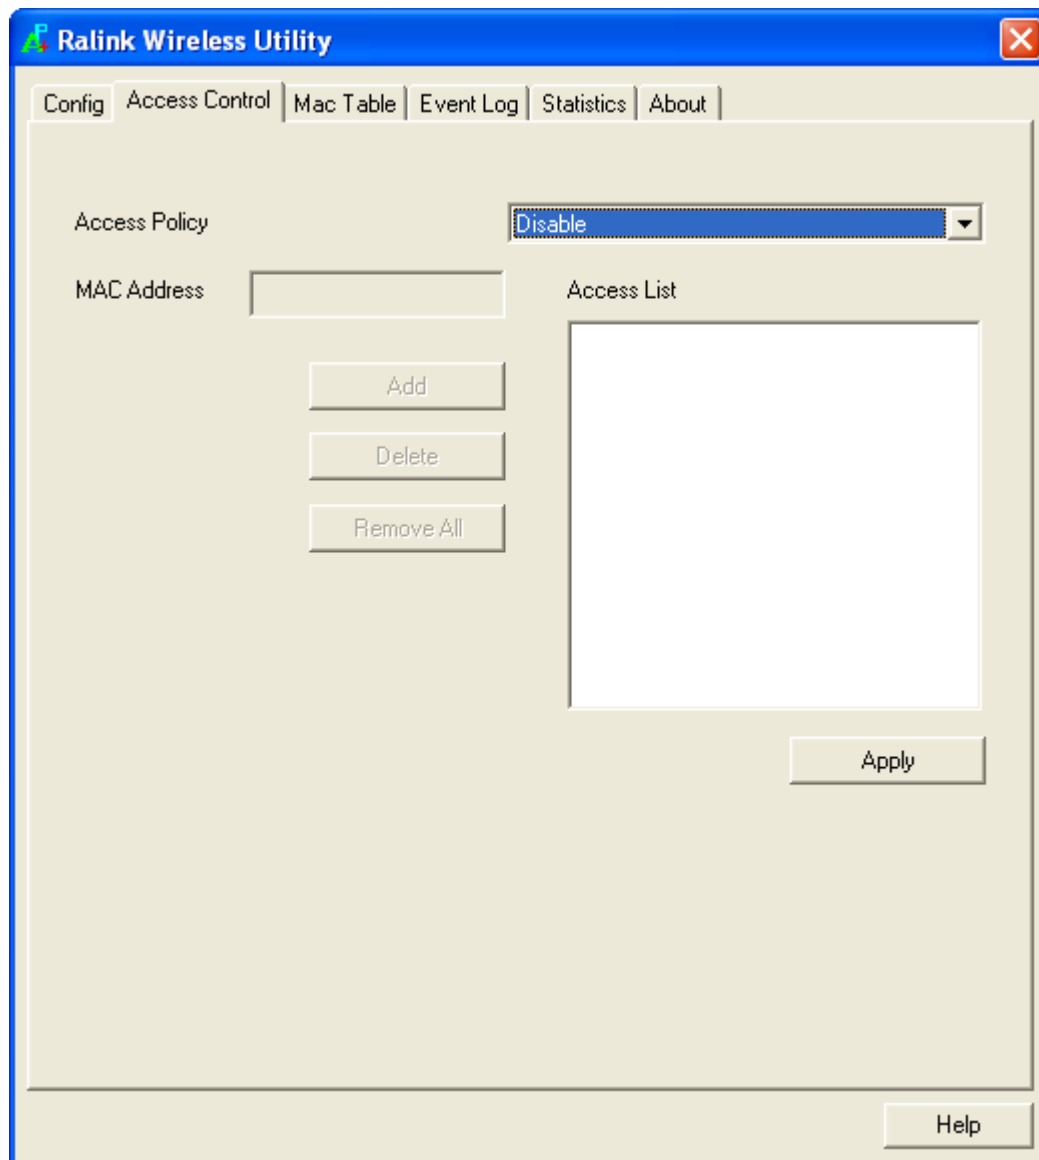 Ralink Wireless Utility
Config Access Control Mac Table Event Log Statistics About
Access Policy Disable
MAC Address
Access List
Add
Delete
Remove All
Apply
Help